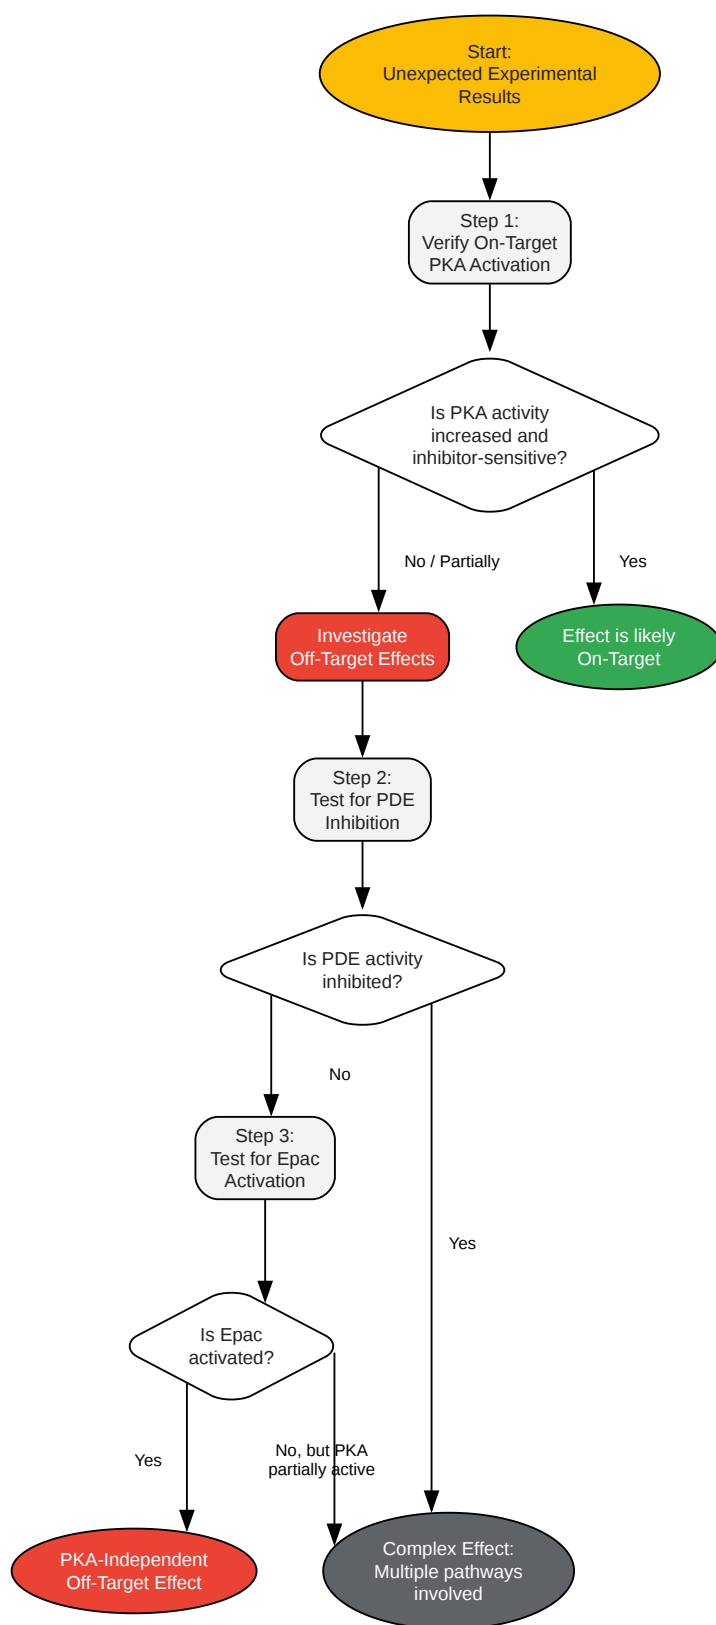 Start:
Unexpected Experimental
Results
Step 1:
Verify On-Target
PKA Activation
Is PKA activity
increased and
inhibitor-sensitive?
No / Partially
Yes
Investigate
Off-Target Effects
Effect is likely
On-Target
Step 2:
Test for PDE
Inhibition
Is PDE activity
inhibited?
No
Step 3:
Test for Epac
Activation
Yes
Is Epac
activated?
Yes
No, but PKA
partially active
PKA-Independent
Off-Target Effect
Complex Effect:
Multiple pathways
involved